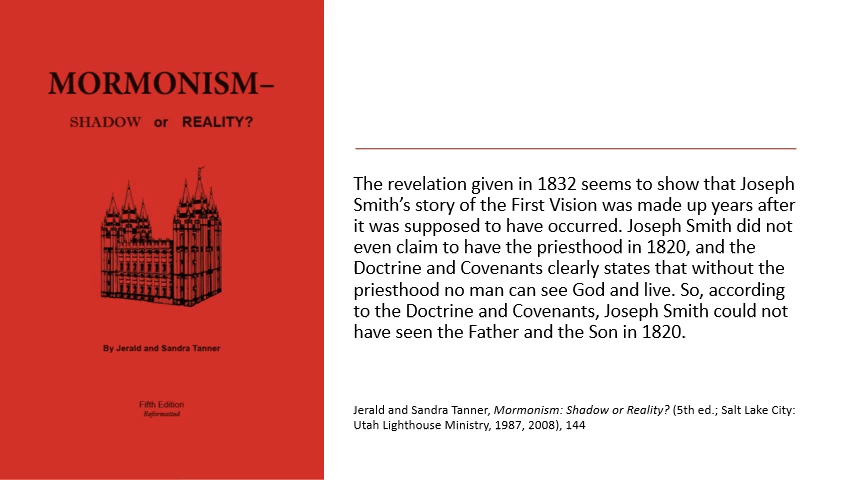 MORMONISM–
SHADOW or REALITY?
By Jerald and Sandra Tanner
Fifth Edition
Reformatted
The revelation given in 1832 seems to show that Joseph
Smith’s story of the First Vision was made up years after
it was supposed to have occurred. Joseph Smith did not
even claim to have the priesthood in 1820, and the
Doctrine and Covenants clearly states that without the
priesthood no man can see God and live. So, according
to the Doctrine and Covenants, Joseph Smith could not
have seen the Father and the Son in 1820.
Jerald and Sandra Tanner, Mormonism: Shadow or Reality? (5th ed.; Salt Lake City:
Utah Lighthouse Ministry, 1987, 2008), 144